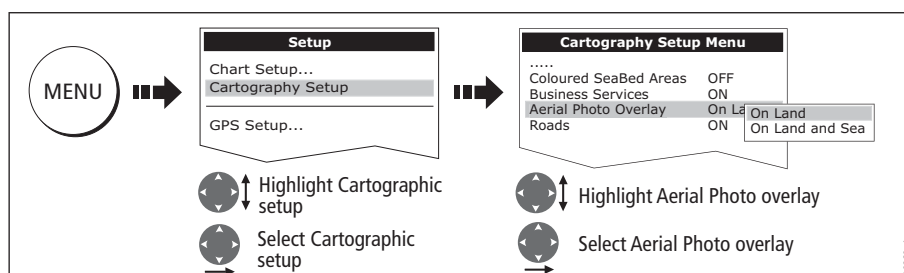 MENU
Setup
Chart Setup...
Cartography Setup
GPS Setup...
Highlight Cartographic
setup
Select Cartographic
setup
Cartography Setup Menu
.....
Coloured SeaBed Areas OFF
Business Services ON
Aerial Photo Overlay On La
Roads ON
On Land
On Land and Sea
Highlight Aerial Photo overlay
Select Aerial Photo overlay